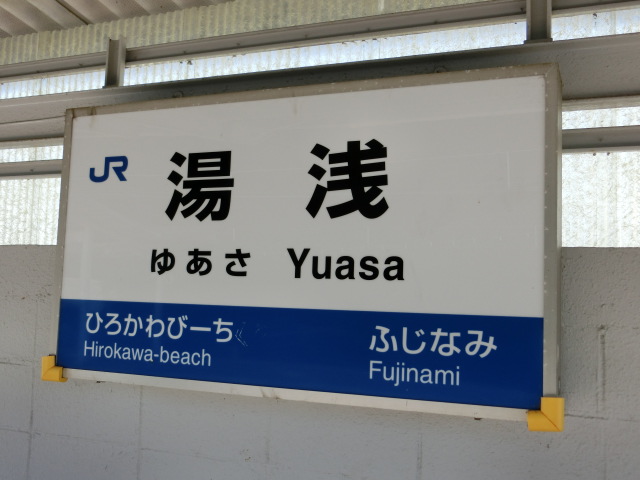 JR
湯浅
ゆあさ Yuasa
ひろかわびーち
Hirokawa-beach
ふじなみ
Fujinami